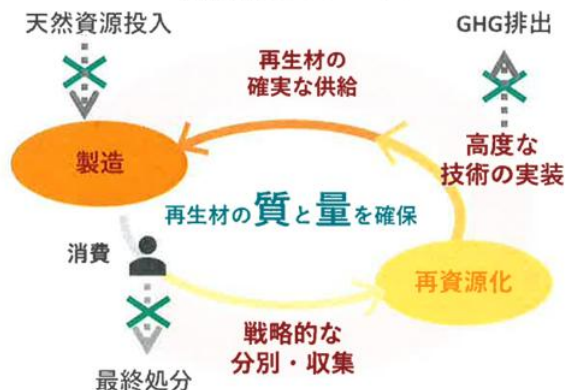 天然資源投入
GHG排出
再生材の
確実な供給
高度な
技術の実装
製造
再生材の質と量を確保
消費
再資源化
戦略的な
分別・収集
最終処分